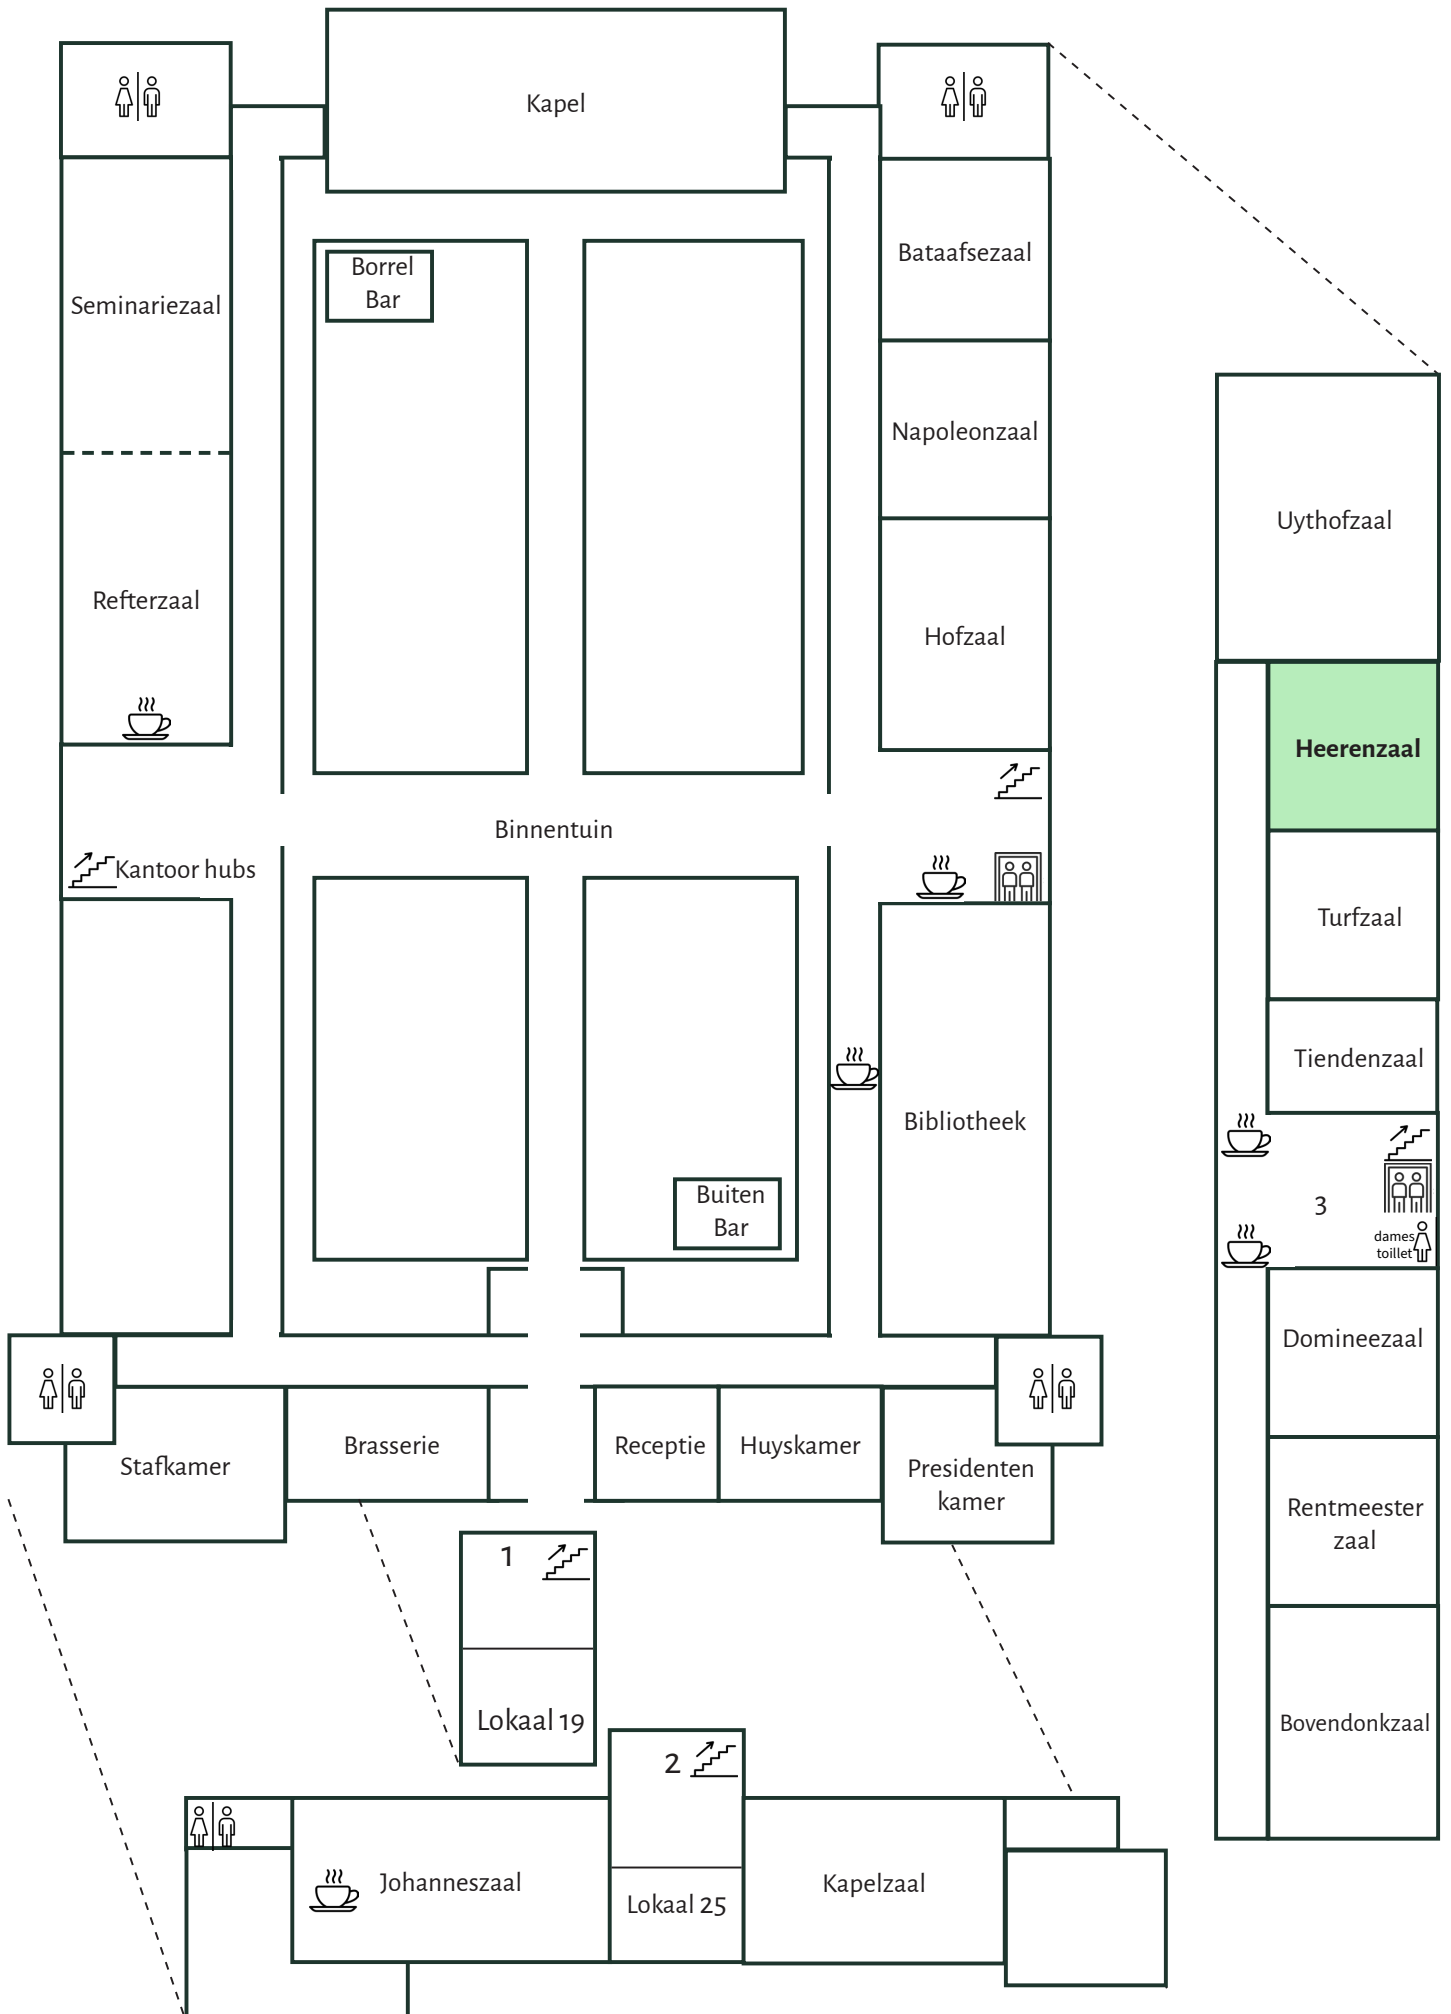 Kapel
Borrel
Bar
Bataafsezaal
Seminariezaal
Napoleonzaal
Uythofzaal
Refterzaal
Hofzaal
Heerenzaal
Binnentuin
Kantoor hubs
Turfzaal
Tiendenzaal
Bibliotheek
Buiten
Bar
3
dames
toillet
Domineezaal
Stafkamer
Brasserie
Receptie
Huyskamer
Presidenten
kamer
Rentmeester
zaal
1
Lokaal 19
Bovendonkzaal
2
Johanneszaal
Lokaal 25
Kapelzaal